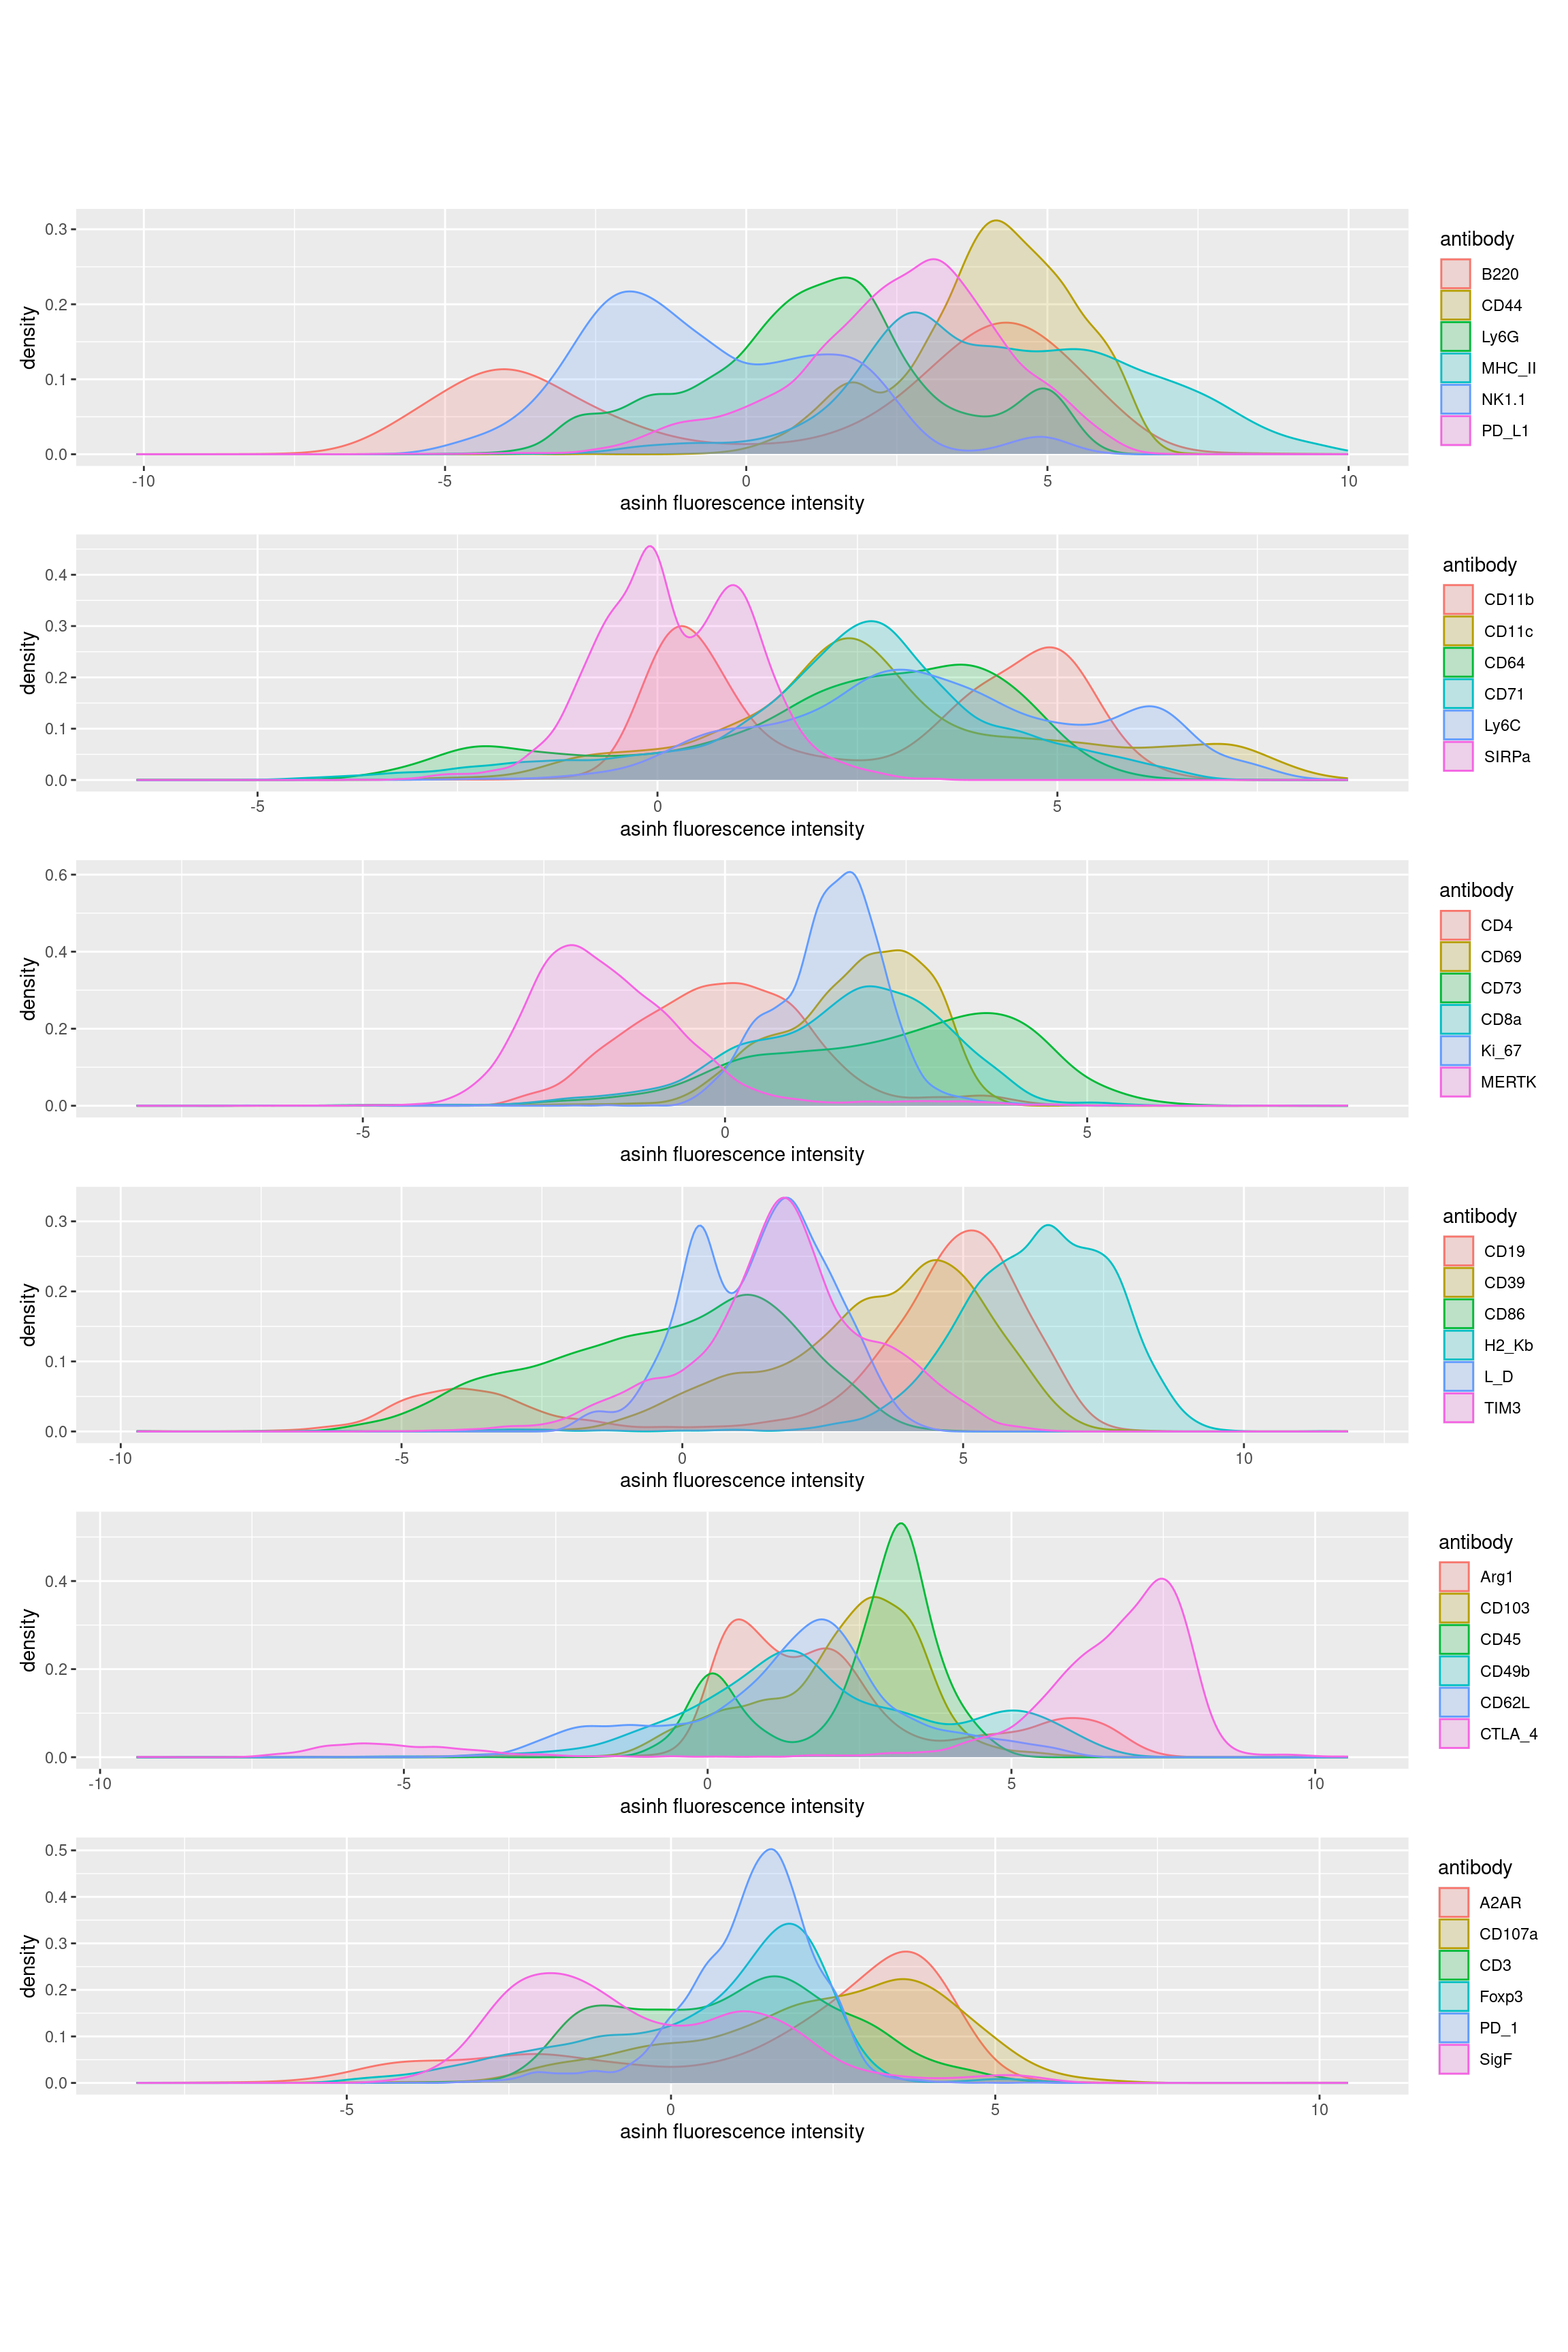 0.3
0.2
0.1
0.0
density
-10 -5 0 5 10
asinh fluorescence intensity
antibody
B220
CD44
Ly6G
MHC_II
NK1.1
PD_L1
0.4
0.3
0.2
0.1
0.0
density
-5 0 5
asinh fluorescence intensity
antibody
CD11b
CD11c
CD64
CD71
Ly6C
SIRPa
0.6
0.4
0.2
0.0
density
-5 0 5
asinh fluorescence intensity
antibody
CD4
CD69
CD73
CD8a
Ki_67
MERTK
0.3
0.2
0.1
0.0
density
-10 -5 0 5 10
asinh fluorescence intensity
antibody
CD19
CD39
CD86
H2_Kb
L_D
TIM3
0.4
0.2
0.0
density
-10 -5 0 5 10
asinh fluorescence intensity
antibody
Arg1
CD103
CD45
CD49b
CD62L
CTLA_4
0.5
0.4
0.3
0.2
0.1
0.0
density
-5 0 5 10
asinh fluorescence intensity
antibody
A2AR
CD107a
CD3
Foxp3
PD_1
SigF